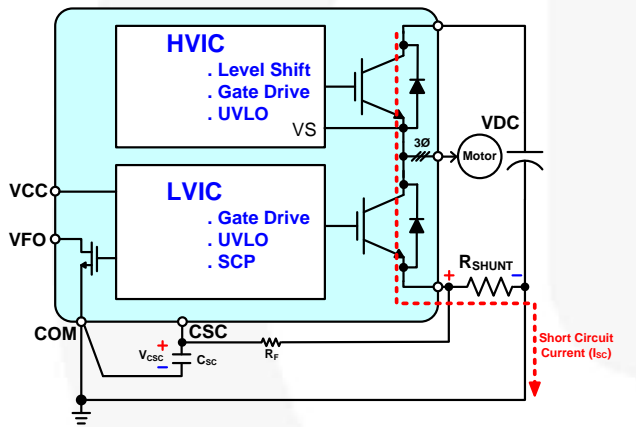 HVIC
. Level Shift
. Gate Drive
. UVLO
VS
VDC
3Ø
Motor
VCC
LVIC
. Gate Drive
. UVLO
. SCP
VFO
+
RSHUNT
–
COM
CSC
+
VCSC
CSC
–
RF
Short Circuit
Current (ISC)